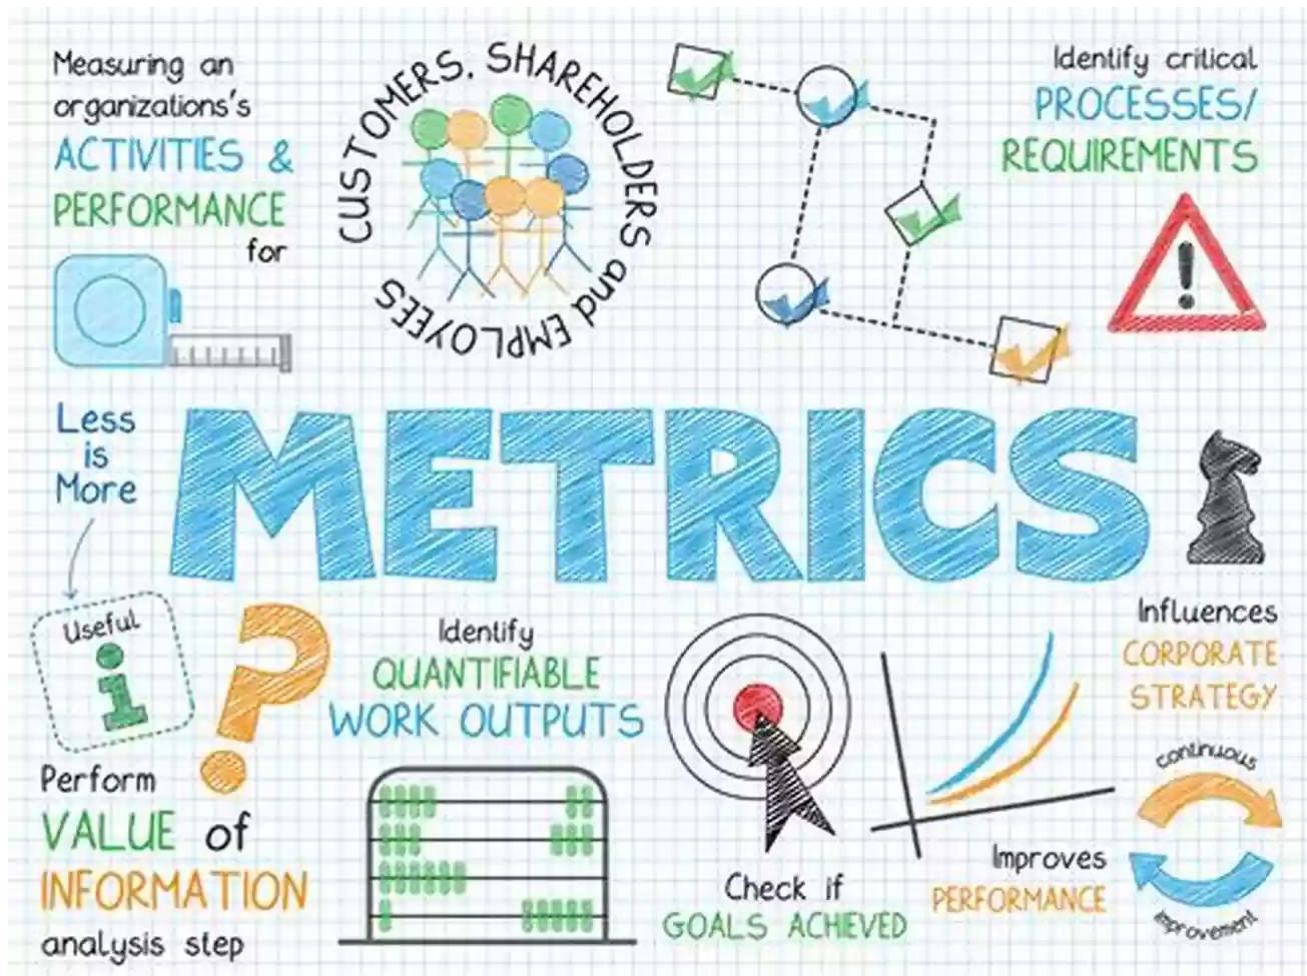 Measuring an
organizations's
ACTIVITIES &
PERFORMANCE
for
CUSTOMERS, SHAREHOLDERS and EMPLOYEES
Identify critical
PROCESSES/
REQUIREMENTS
Less
is
More
METRICS
Useful
i
?
Perform
VALUE of
INFORMATION
analysis step
Identify
QUANTIFIABLE
WORK OUTPUTS
Check if
GOALS ACHIEVED
Influences
CORPORATE
STRATEGY
Improves
PERFORMANCE
continuous
improvement